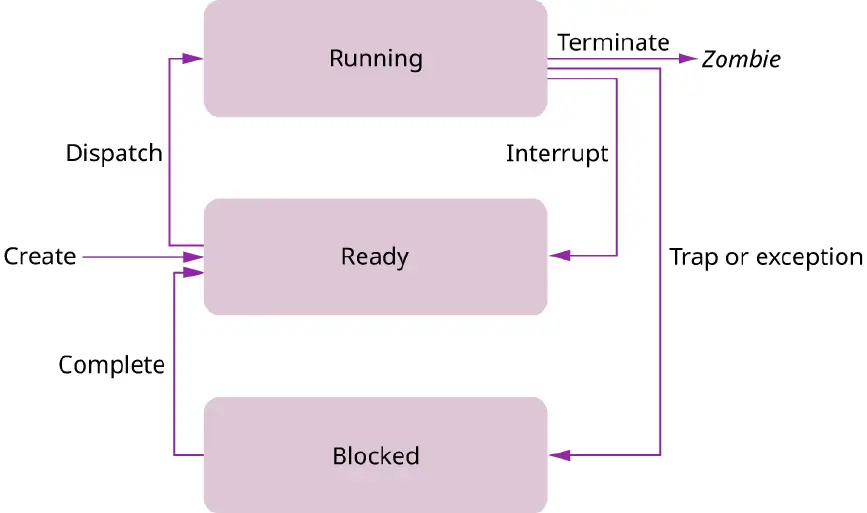 Terminate
Running
Zombie
Dispatch
Interrupt
Create
Ready
Trap or exception
Complete
Blocked